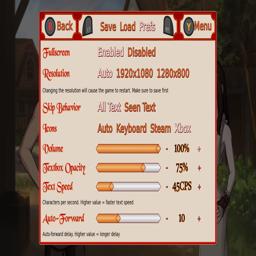 Back Save Load Prefs Y Menu
Fullscreen Enabled Disabled
Resolution Auto 1920x1080 1280x800
Changing the resolution will cause the game to restart. Make sure to save first
Skip Behavior All Text Seen Text
Icons Auto Keyboard Steam Xbox
Volume - 100% +
Textbox Opacity - 75% +
Text Speed - 45CPS +
Characters per second. Higher value = faster text speed.
Auto-Forward - 10 +
Auto-forward delay. Higher value = longer delay